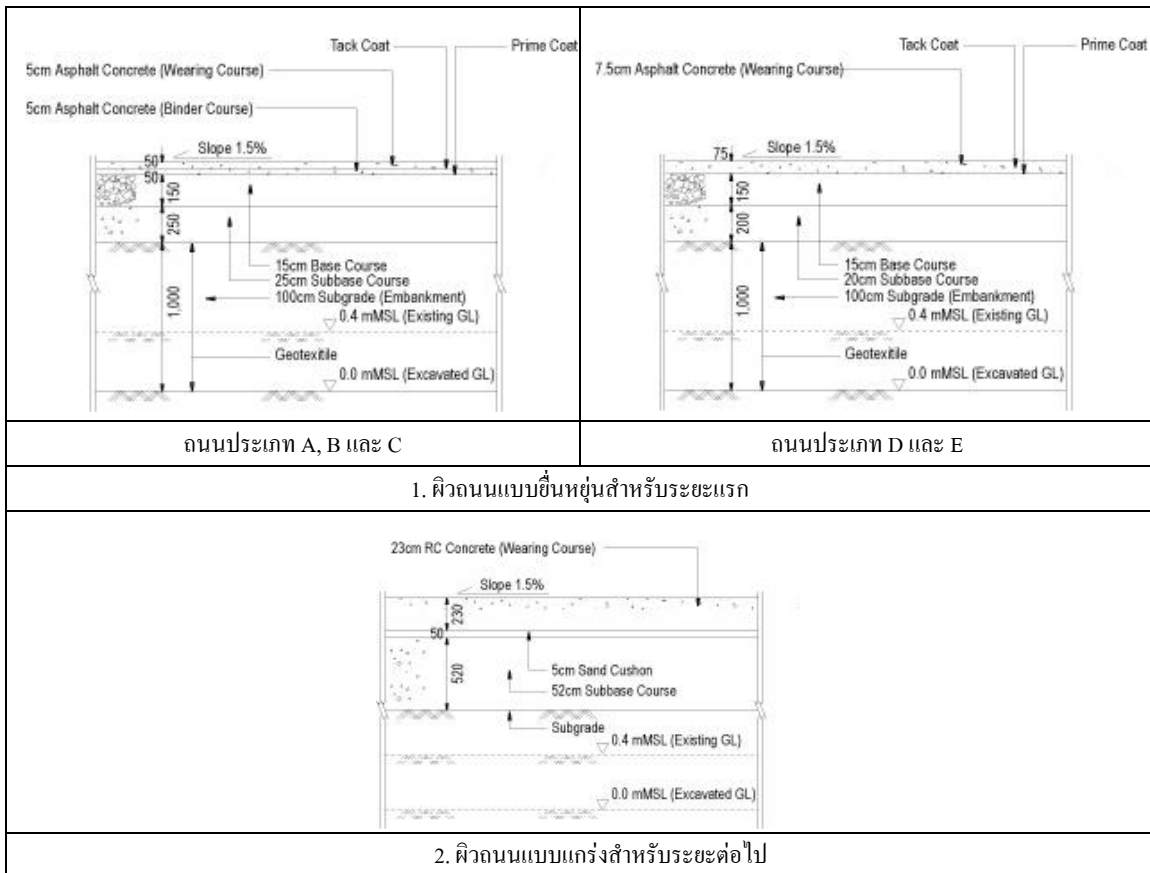 Tack Coat
Prime Coat
5cm Asphalt Concrete (Wearing Course)
5cm Asphalt Concrete (Binder Course)
Slope 1.5%
50
50
150
250
15cm Base Course
25cm Subbase Course
100cm Subgrade (Embankment)
1,000
0.4 mMSL (Existing GL)
Geotexitile
0.0 mMSL (Excavated GL)
ถนนประเภท A, B และ C
Tack Coat
Prime Coat
7.5cm Asphalt Concrete (Wearing Course)
Slope 1.5%
75
150
200
15cm Base Course
20cm Subbase Course
100cm Subgrade (Embankment)
1,000
0.4 mMSL (Existing GL)
Geotexitile
0.0 mMSL (Excavated GL)
ถนนประเภท D และ E
1. ผิวถนนแบบยื่นหยุ่นสำหรับระยะแรก
23cm RC Concrete (Wearing Course)
Slope 1.5%
230
50
520
5cm Sand Cushon
52cm Subbase Course
Subgrade
0.4 mMSL (Existing GL)
0.0 mMSL (Excavated GL)
2. ผิวถนนแบบแกร่งสำหรับระยะต่อไป